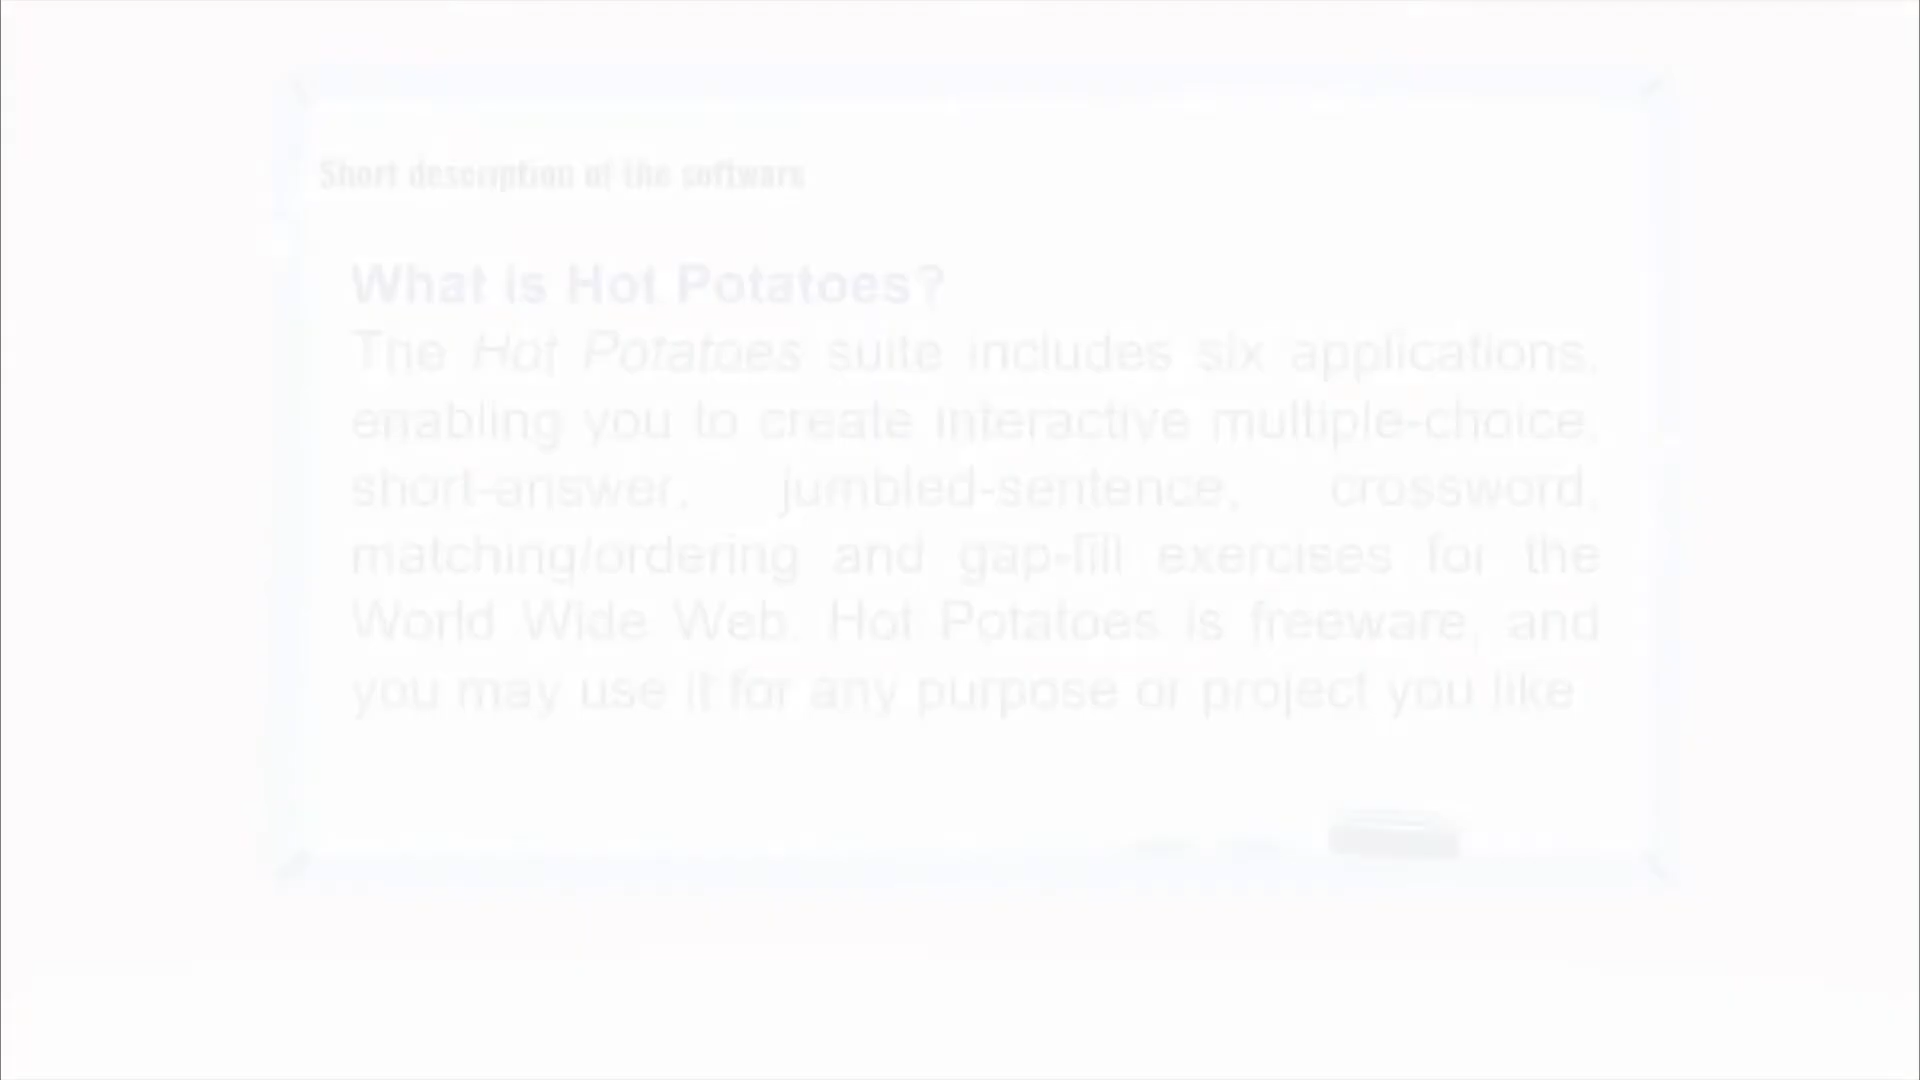 Short description of the software
What is Hot Potatoes?
The Hot Potatoes suite includes six applications,
enabling you to create interactive multiple-choice,
short-answer, jumbled-sentence, crossword,
matching/ordering and gap-fill exercises for the
World Wide Web. Hot Potatoes is freeware, and
you may use it for any purpose or project you like